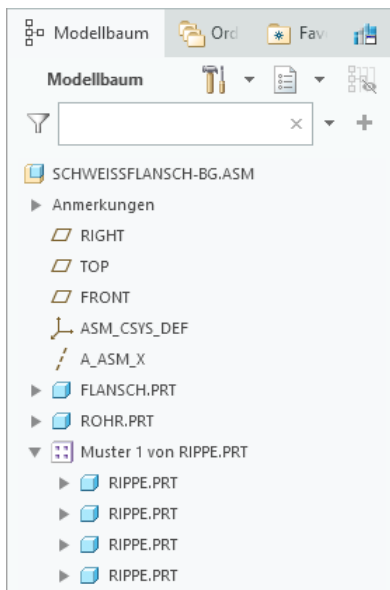 Modellbaum
Ord
Fav
Modellbaum
SCHWEISSFLANSCH-BG.ASM
Anmerkungen
RIGHT
TOP
FRONT
ASM_CSYS_DEF
A_ASM_X
FLANSCH.PRT
ROHR.PRT
Muster 1 von RIPPE.PRT
RIPPE.PRT
RIPPE.PRT
RIPPE.PRT
RIPPE.PRT